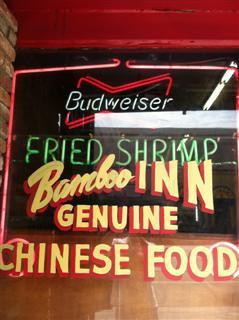 Budweiser
FRIED SHRIMP
Bamboo INN
GENUINE
CHINESE FOOD